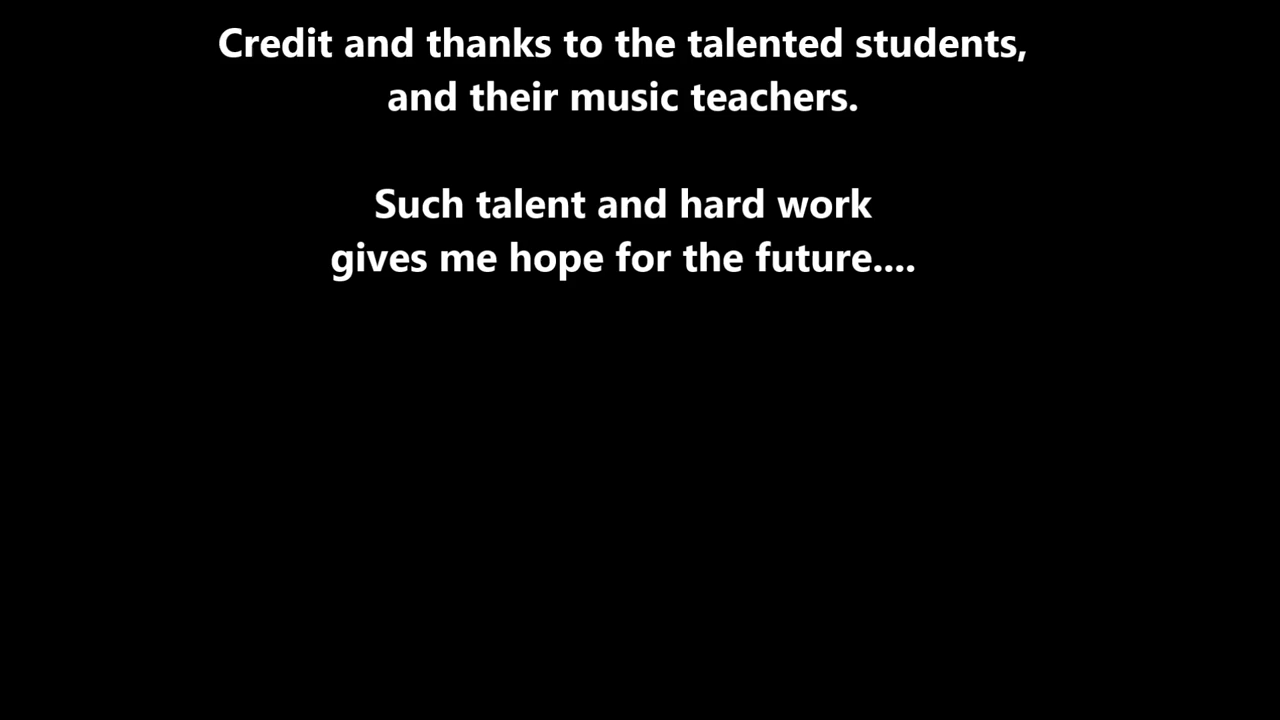 Credit and thanks to the talented students,
and their music teachers.
Such talent and hard work
gives me hope for the future....